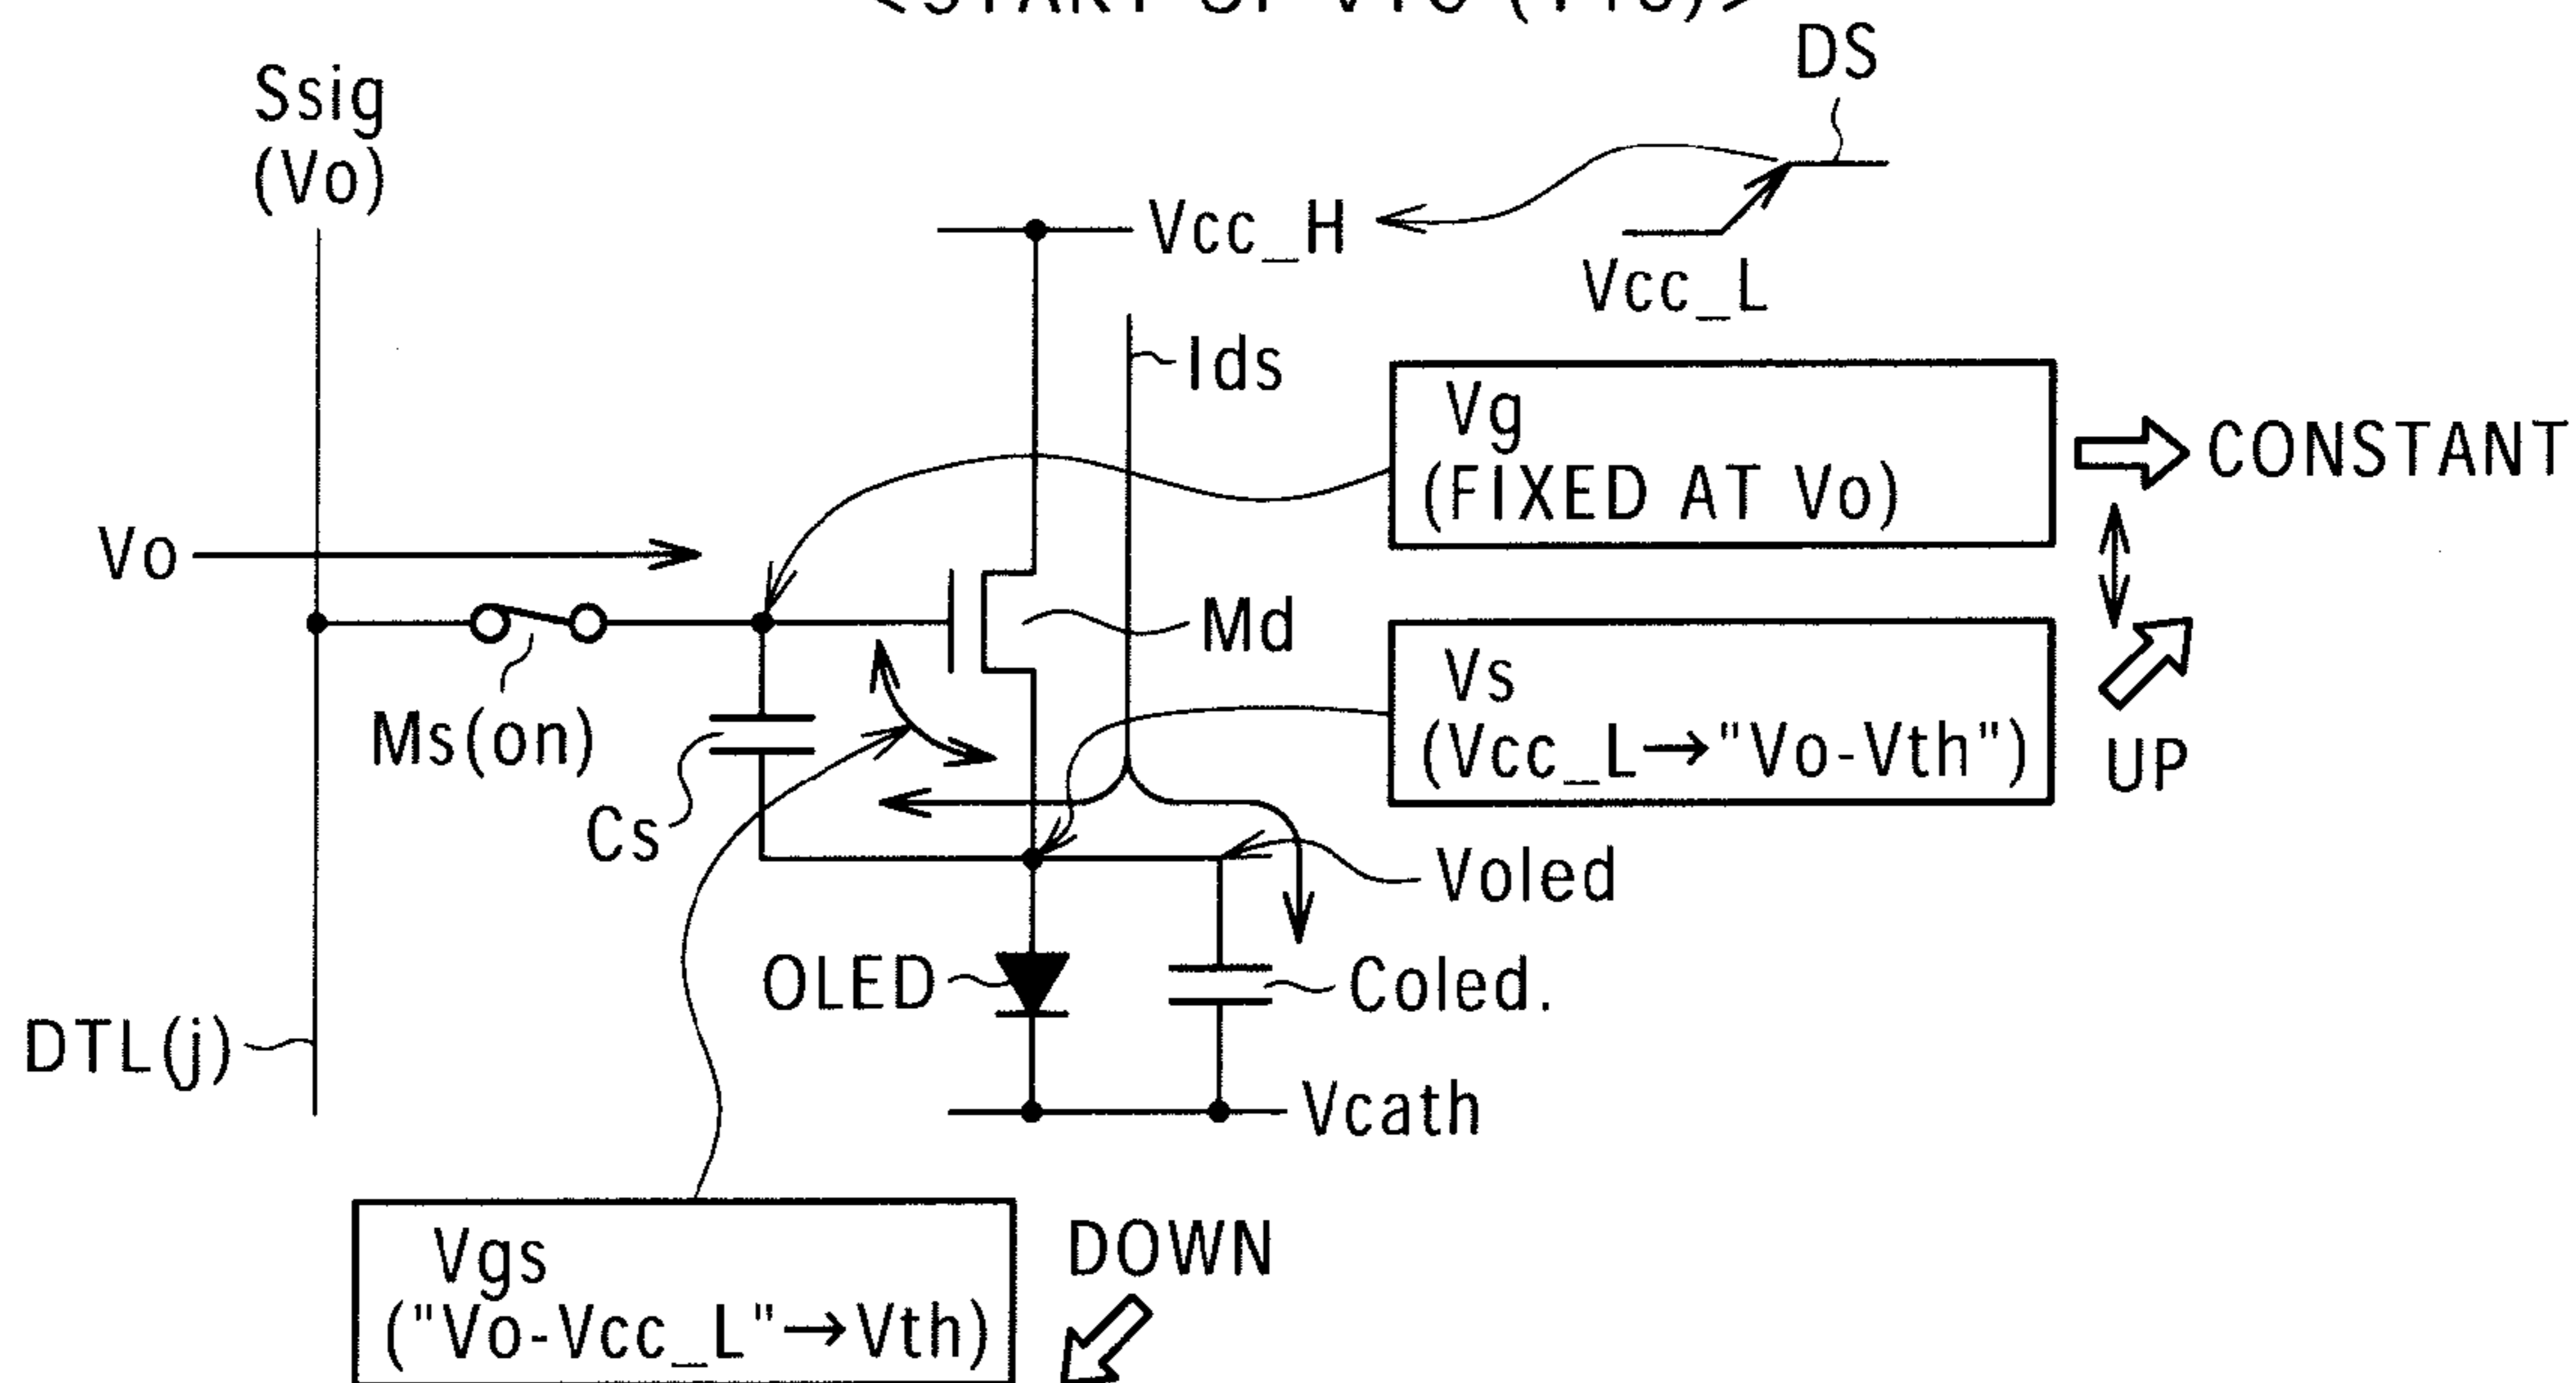 DS
Ssig
(Vo)
Vcc_H
Vcc_L
Ids
Vg
(FIXED AT Vo)
CONSTANT
Vo
Md
Ms(on)
Vs
(Vcc_L→"Vo-Vth")
UP
Cs
Voled
OLED
Coled.
DTL(j)
Vcath
Vgs
("Vo-Vcc_L"→Vth)
DOWN